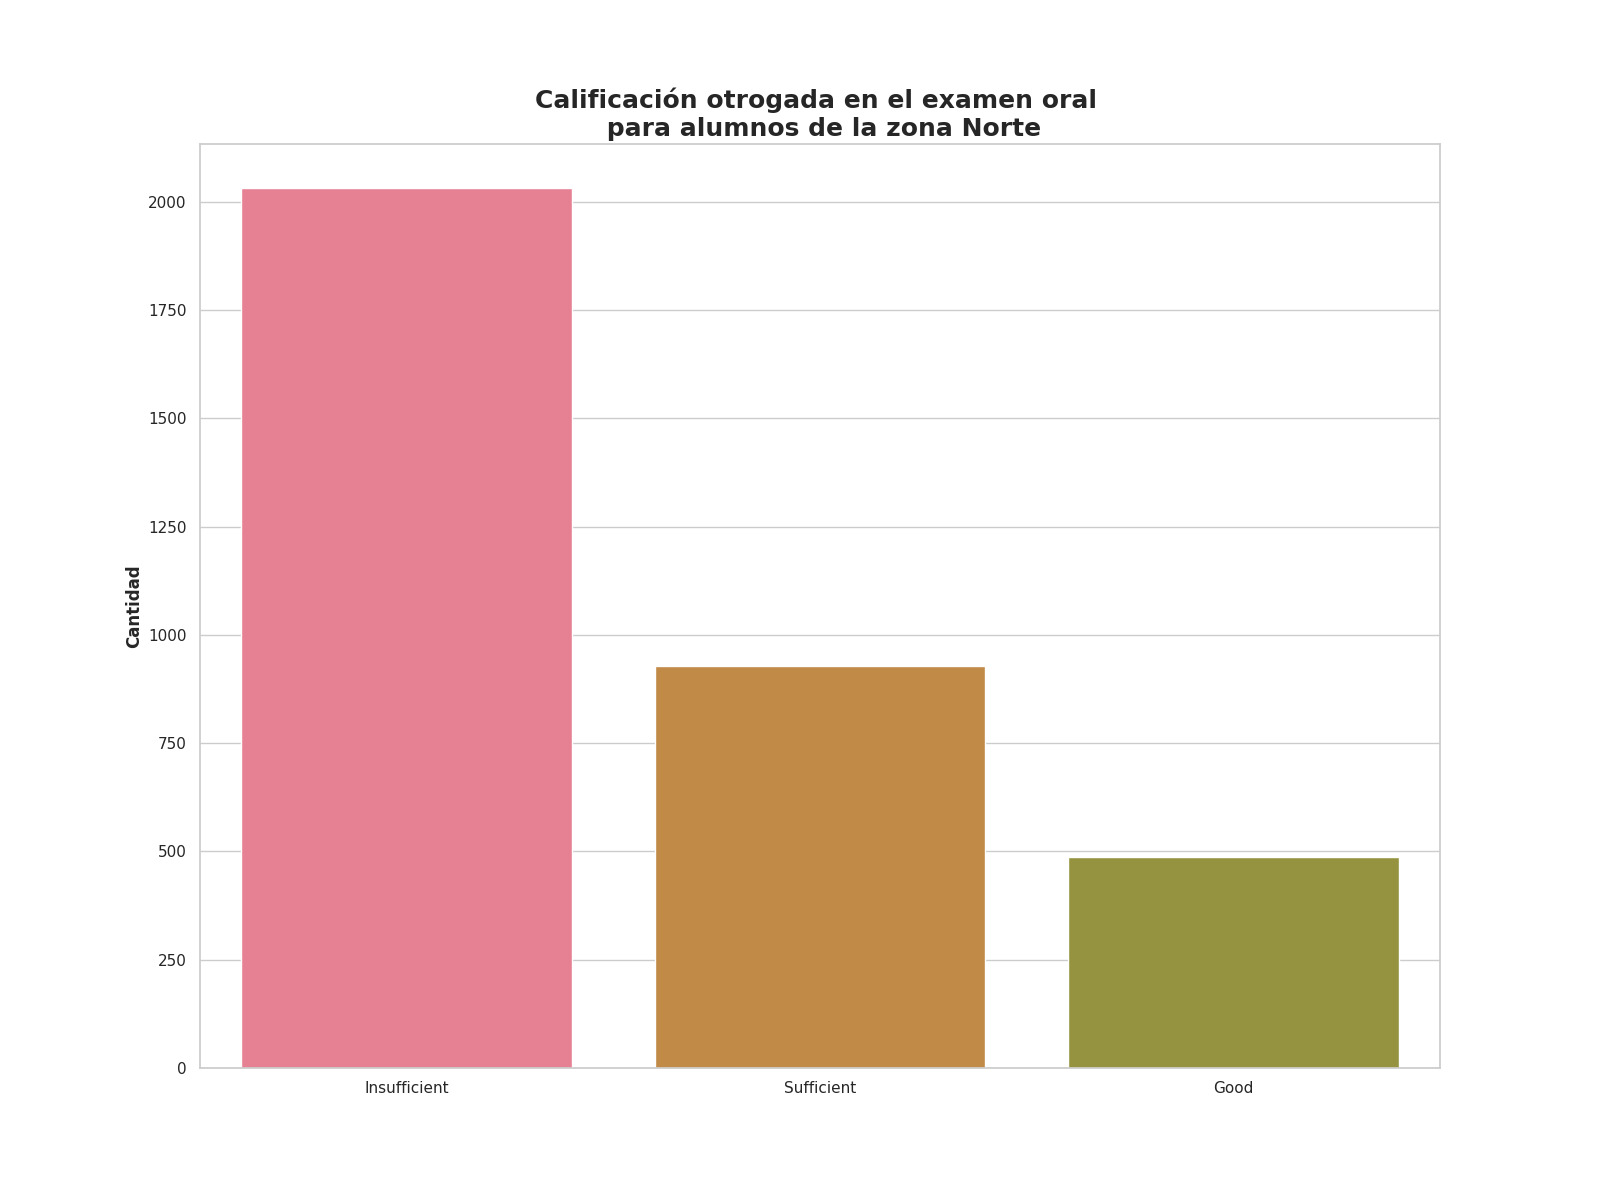 Calificación otrogada en el examen oral
para alumnos de la zona Norte
2000
1750
1500
1250
1000
750
500
250
0
Cantidad
Insufficient
Sufficient
Good